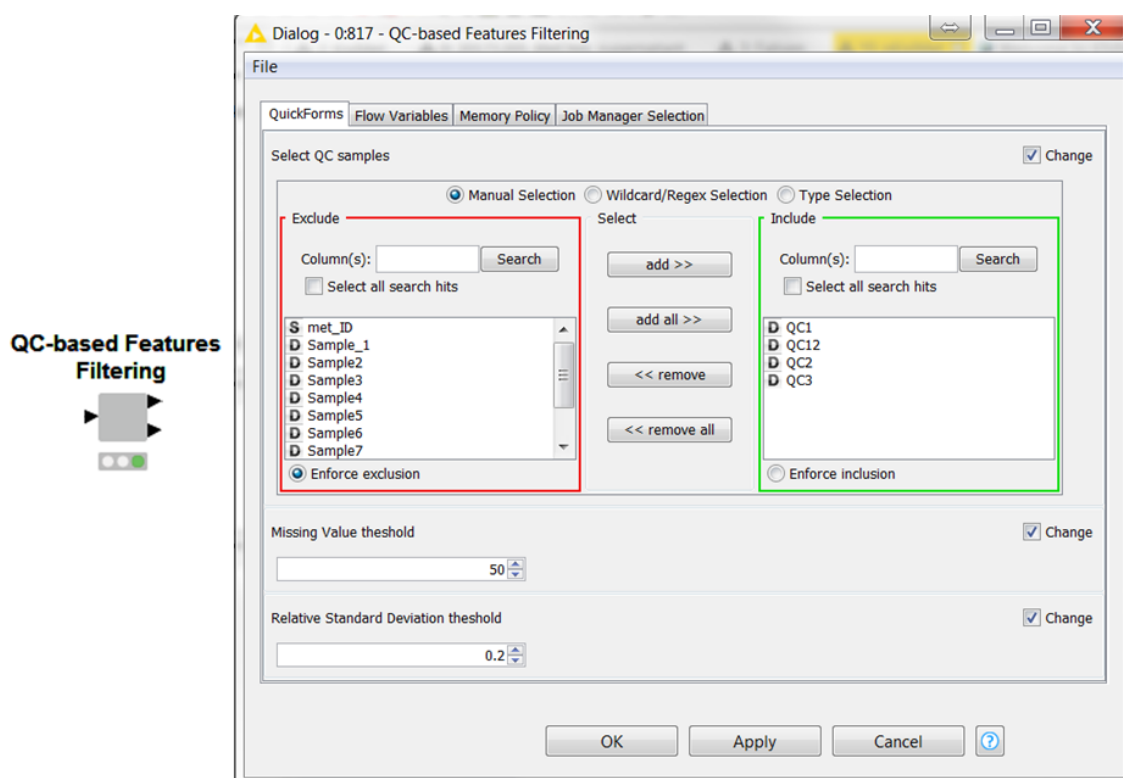 QC-based Features
Filtering
Dialog - 0:817 - QC-based Features Filtering
File
QuickForms Flow Variables Memory Policy Job Manager Selection
Select QC samples Change
Manual Selection Wildcard/Regex Selection Type Selection
Exclude Select Include
Column(s): Search add >> Column(s): Search
Select all search hits Select all search hits
add all >>
<< remove
<< remove all
S met_ID
D Sample_1
D Sample2
D Sample3
D Sample4
D Sample5
D Sample6
D Sample7
D QC1
D QC12
D QC2
D QC3
Enforce exclusion Enforce inclusion
Missing Value theshold Change
50
Relative Standard Deviation theshold Change
0.2
OK Apply Cancel ?